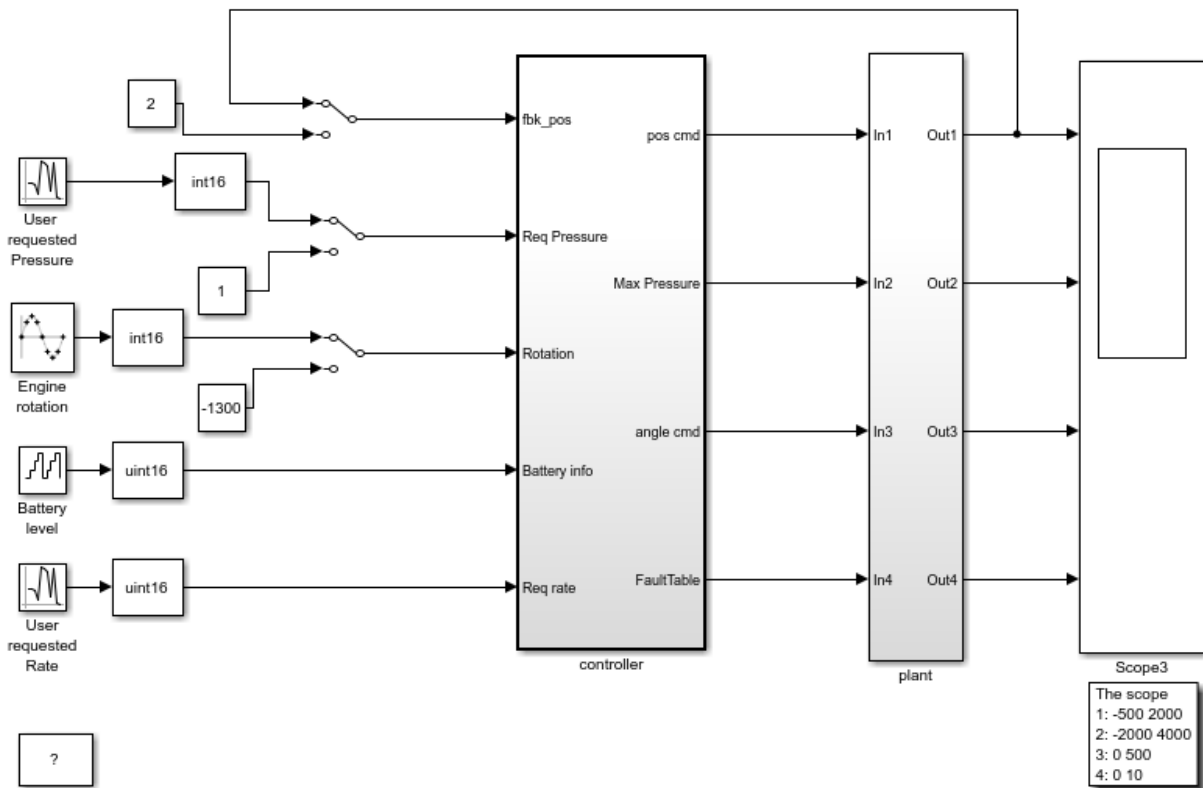 2
fbk_pos
pos cmd
In1
Out1
int16
User
requested
Pressure
Req Pressure
1
Max Pressure
In2
Out2
int16
Rotation
Engine
rotation
-1300
angle cmd
In3
Out3
uint16
Battery info
Battery
level
uint16
Req rate
FaultTable
In4
Out4
User
requested
Rate
controller
plant
Scope3
The scope
1: -500 2000
2: -2000 4000
3: 0 500
4: 0 10
?